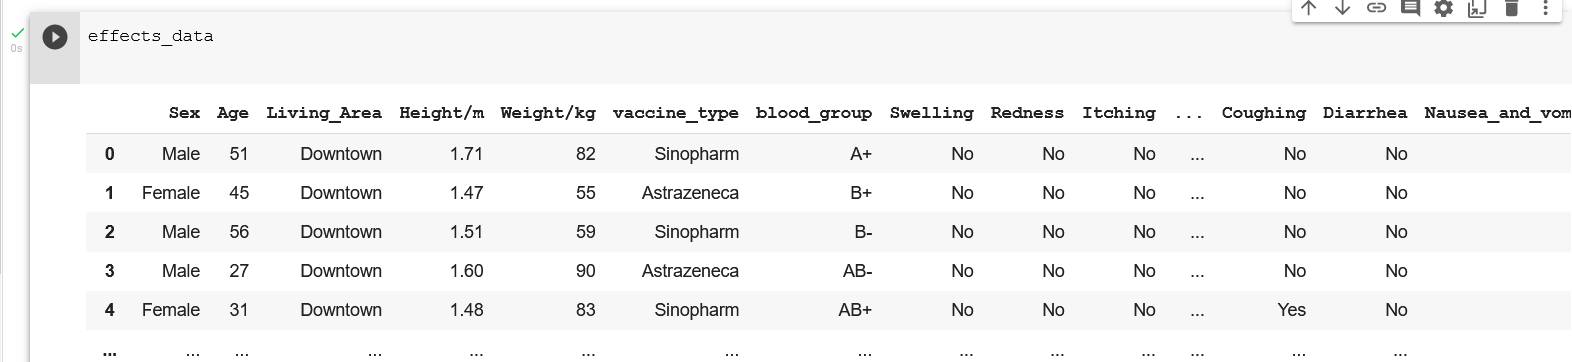 0s
effects_data
Sex Age Living_Area Height/m Weight/kg vaccine_type blood_group Swelling Redness Itching ... Coughing Diarrhea Nausea_and_vom
0 Male 51 Downtown 1.71 82 Sinopharm A+ No No No ... No No
1 Female 45 Downtown 1.47 55 Astrazeneca B+ No No No ... No No
2 Male 56 Downtown 1.51 59 Sinopharm B- No No No ... No No
3 Male 27 Downtown 1.60 90 Astrazeneca AB- No No No ... No No
4 Female 31 Downtown 1.48 83 Sinopharm AB+ No No No ... Yes No
... ... ... ... ... ... ... ... ... ... ... ... ... ...